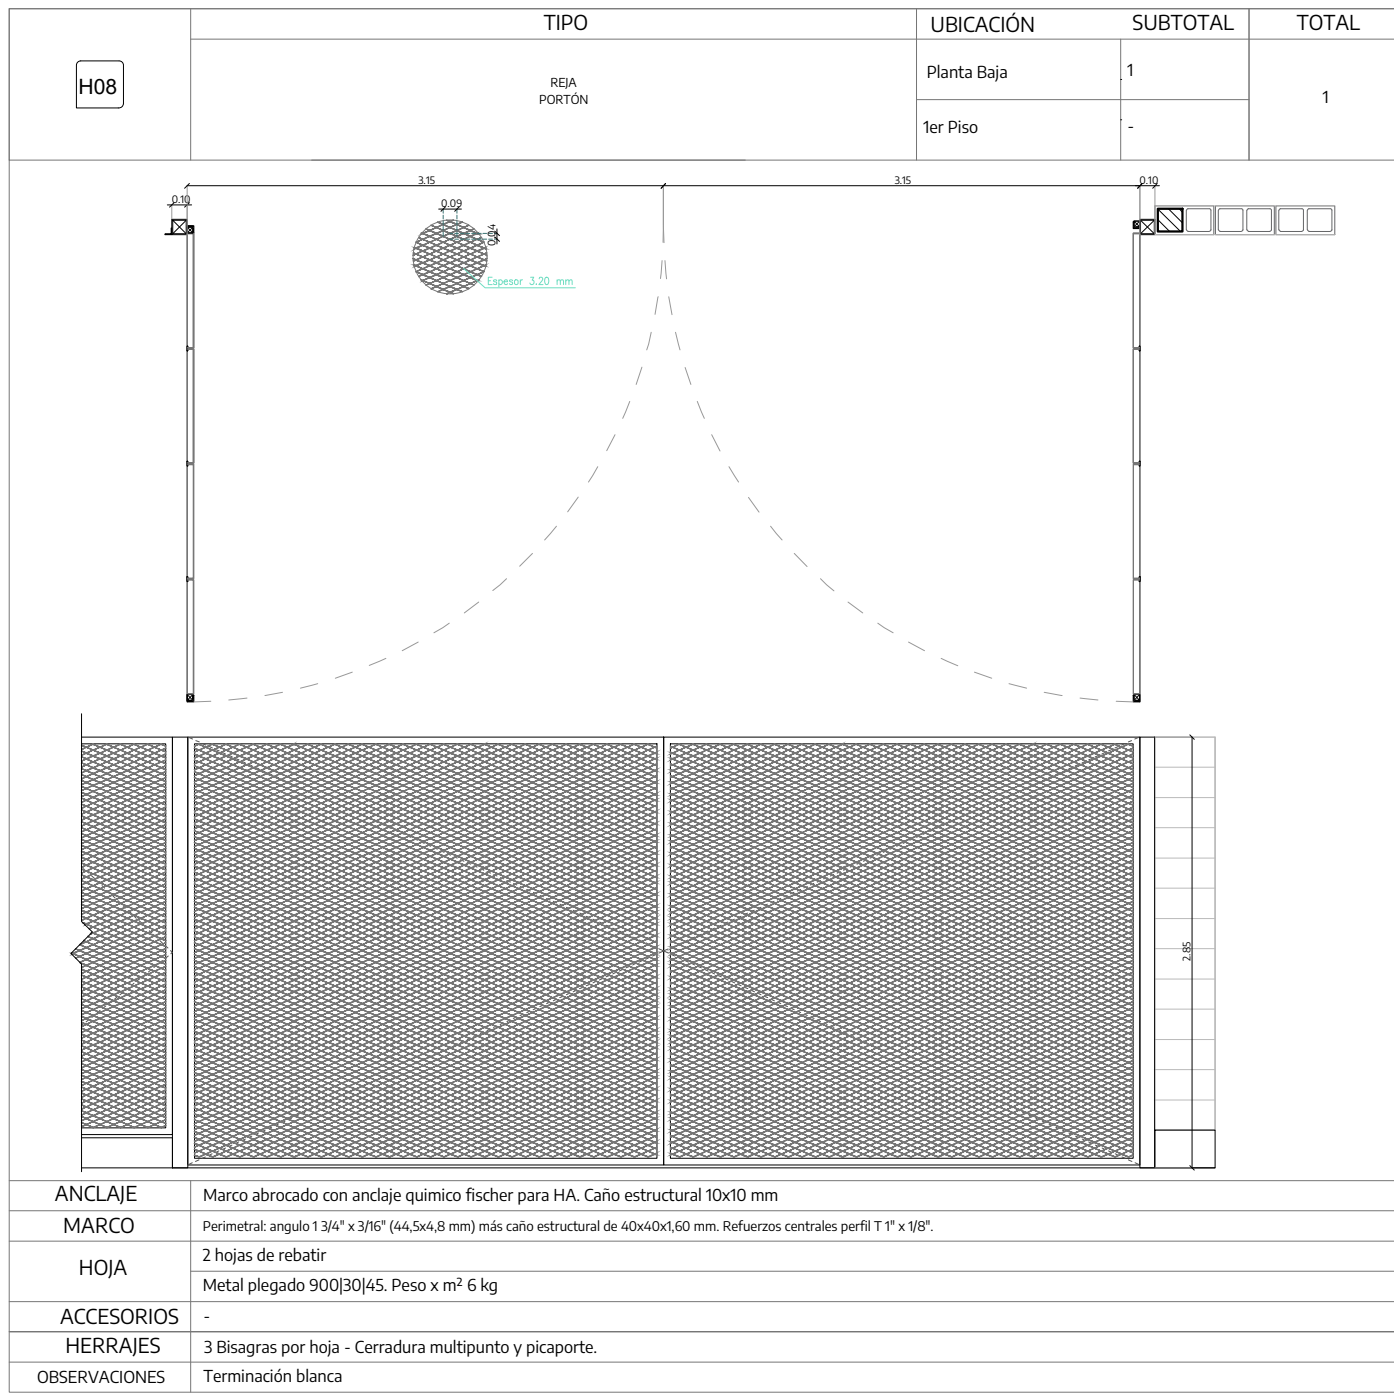 TIPO
UBICACIÓN
SUBTOTAL
TOTAL
H08
REJA
PORTÓN
Planta Baja
1
1
1er Piso
-
3.15
3.15
0.10
0.10
0.09
0.04
Espesor 3.20 mm
2.85
ANCLAJE
Marco abrocado con anclaje quimico fischer para HA. Caño estructural 10x10 mm
MARCO
Perimetral: angulo 1 3/4" x 3/16" (44,5x4,8 mm) más caño estructural de 40x40x1,60 mm. Refuerzos centrales perfil T 1" x 1/8".
HOJA
2 hojas de rebatir
Metal plegado 900|30|45. Peso x m² 6 kg
ACCESORIOS
-
HERRAJES
3 Bisagras por hoja - Cerradura multipunto y picaporte.
OBSERVACIONES
Terminación blanca